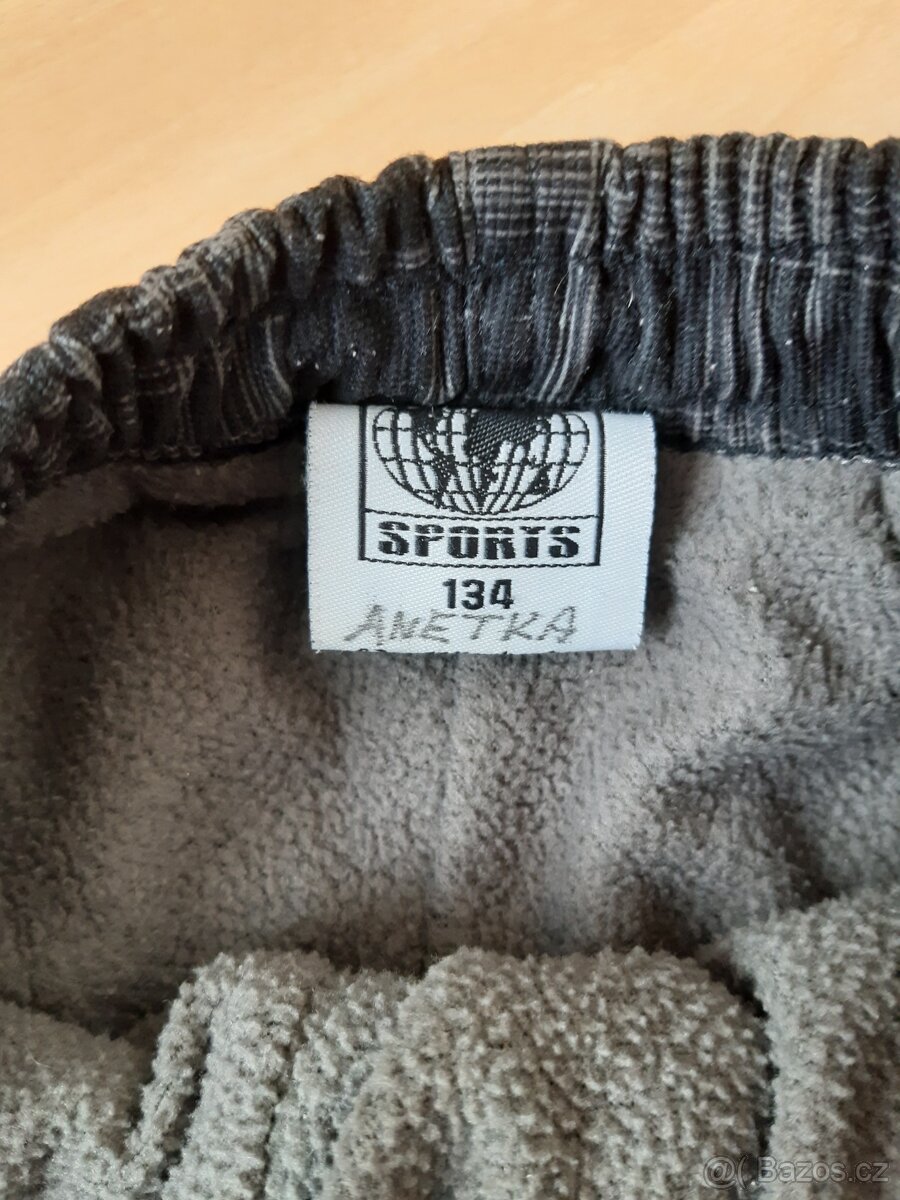 SPORTS
134
ANETKA
@( Bazos.cz